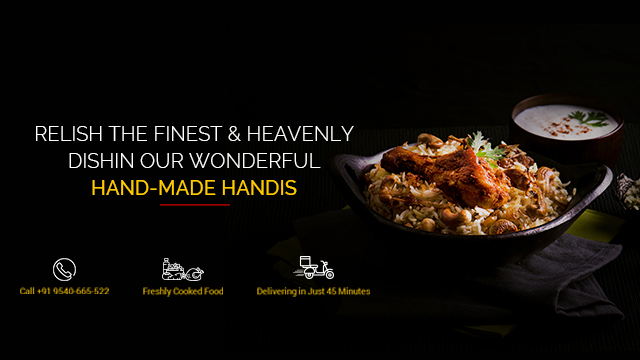 RELISH THE FINEST & HEAVENLY
DISHIN OUR WONDERFUL
HAND-MADE HANDIS
Call +91 9540-665-522
Freshly Cooked Food
Delivering in Just 45 Minutes